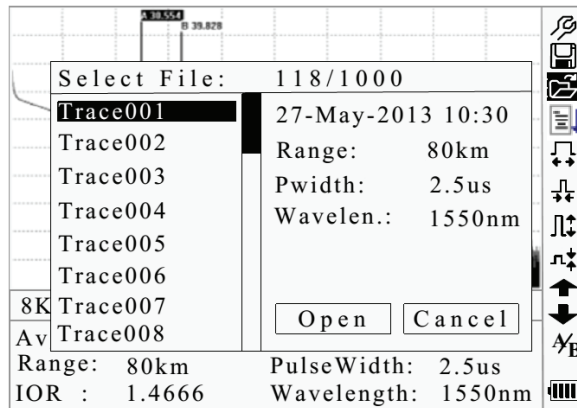 A 38.554
B 39.828
Select File: 118/1000
Trace001
Trace002
Trace003
Trace004
Trace005
Trace006
Trace007
Trace008
27-May-2013 10:30
Range: 80km
Pwidth: 2.5us
Wavelen.: 1550nm
Open Cancel
8K
Av
Range: 80km PulseWidth: 2.5us
IOR : 1.4666 Wavelength: 1550nm
A/B